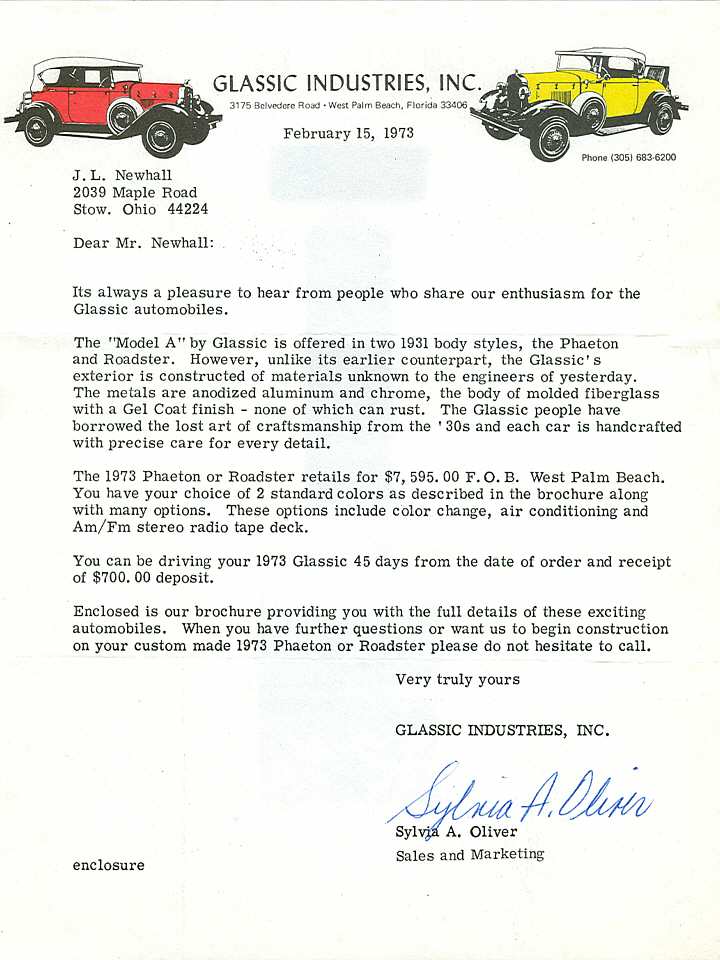 GLASSIC INDUSTRIES, INC.
3175 Belvedere Road • West Palm Beach, Florida 33406
February 15, 1973
Phone (305) 683-6200
J. L. Newhall
2039 Maple Road
Stow. Ohio 44224
Dear Mr. Newhall:
Its always a pleasure to hear from people who share our enthusiasm for the
Glassic automobiles.
The "Model A" by Glassic is offered in two 1931 body styles, the Phaeton
and Roadster. However, unlike its earlier counterpart, the Glassic's
exterior is constructed of materials unknown to the engineers of yesterday.
The metals are anodized aluminum and chrome, the body of molded fiberglass
with a Gel Coat finish - none of which can rust. The Glassic people have
borrowed the lost art of craftsmanship from the '30s and each car is handcrafted
with precise care for every detail.
The 1973 Phaeton or Roadster retails for $7,595.00 F.O.B. West Palm Beach.
You have your choice of 2 standard colors as described in the brochure along
with many options. These options include color change, air conditioning and
Am/Fm stereo radio tape deck.
You can be driving your 1973 Glassic 45 days from the date of order and receipt
of $700.00 deposit.
Enclosed is our brochure providing you with the full details of these exciting
automobiles. When you have further questions or want us to begin construction
on your custom made 1973 Phaeton or Roadster please do not hesitate to call.
Very truly yours
GLASSIC INDUSTRIES, INC.
Sylvia A. Oliver
Sylvia A. Oliver
Sales and Marketing
enclosure